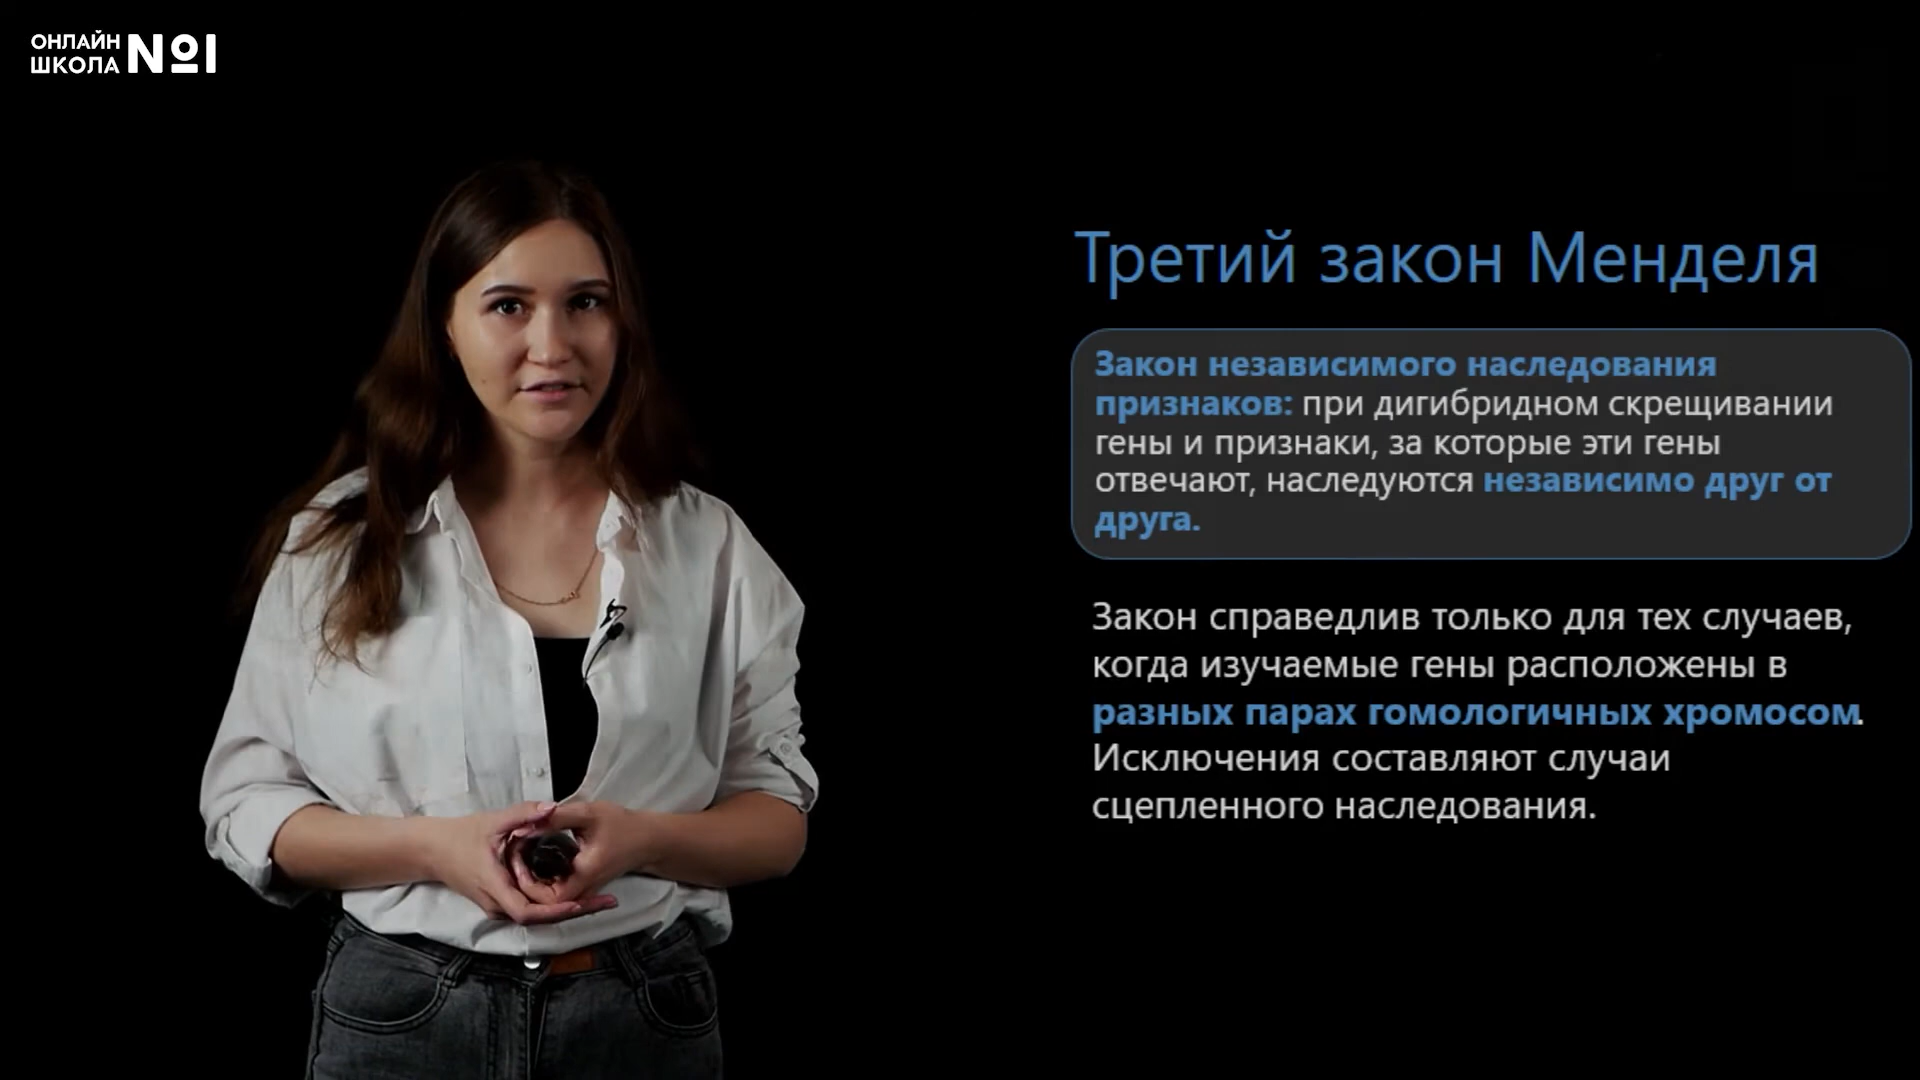 ОНЛАЙН
ШКОЛА №1
Третий закон Менделя
Закон независимого наследования
признаков: при дигибридном скрещивании
гены и признаки, за которые эти гены
отвечают, наследуются независимо друг от
друга.
Закон справедлив только для тех случаев,
когда изучаемые гены расположены в
разных парах гомологичных хромосом.
Исключения составляют случаи
сцепленного наследования.